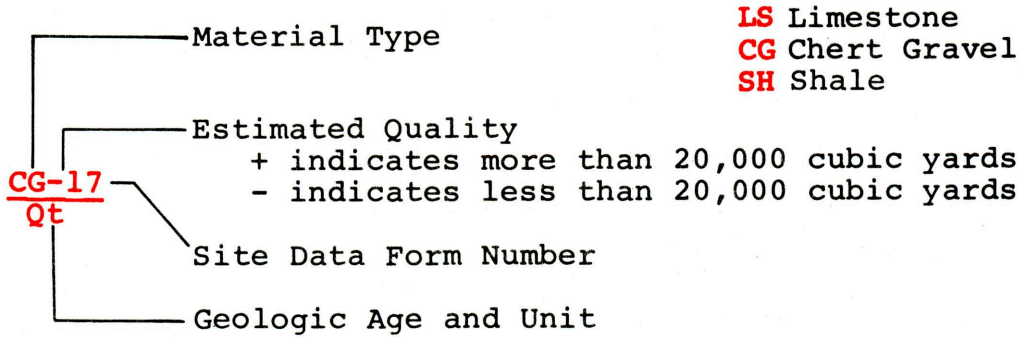 Material Type
LS Limestone
CG Chert Gravel
SH Shale
Estimated Quality
+ indicates more than 20,000 cubic yards
- indicates less than 20,000 cubic yards
CG-17
Qt
Site Data Form Number
Geologic Age and Unit